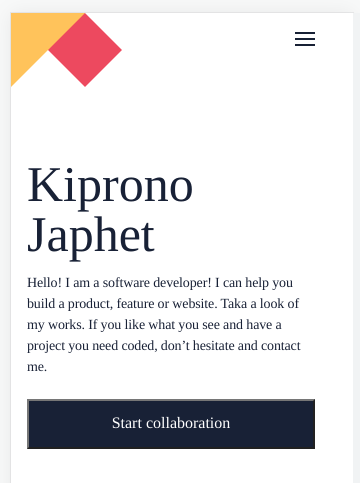 Kiprono
Japhet
Hello! I am a software developer! I can help you
build a product, feature or website. Taka a look of
my works. If you like what you see and have a
project you need coded, don’t hesitate and contact
me.
Start collaboration